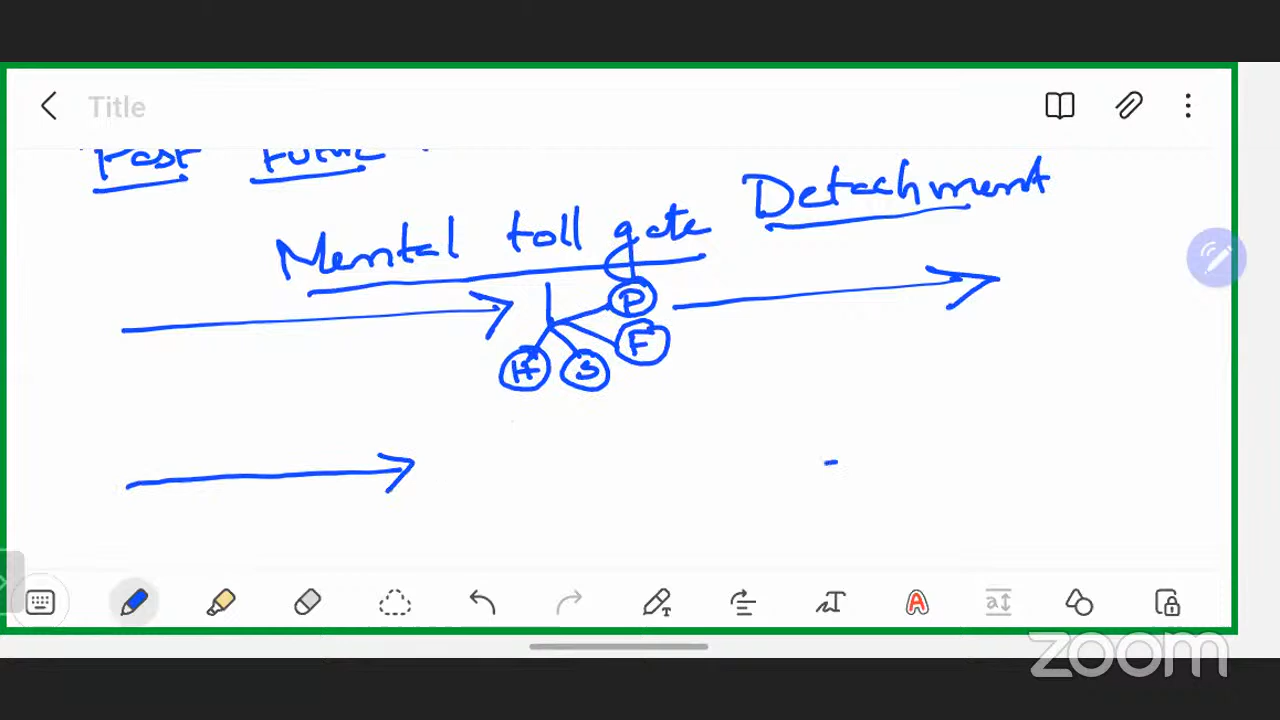 Title
Past Future
Detachment
Mental toll gate
P
F
H S
T
A
a
zoom